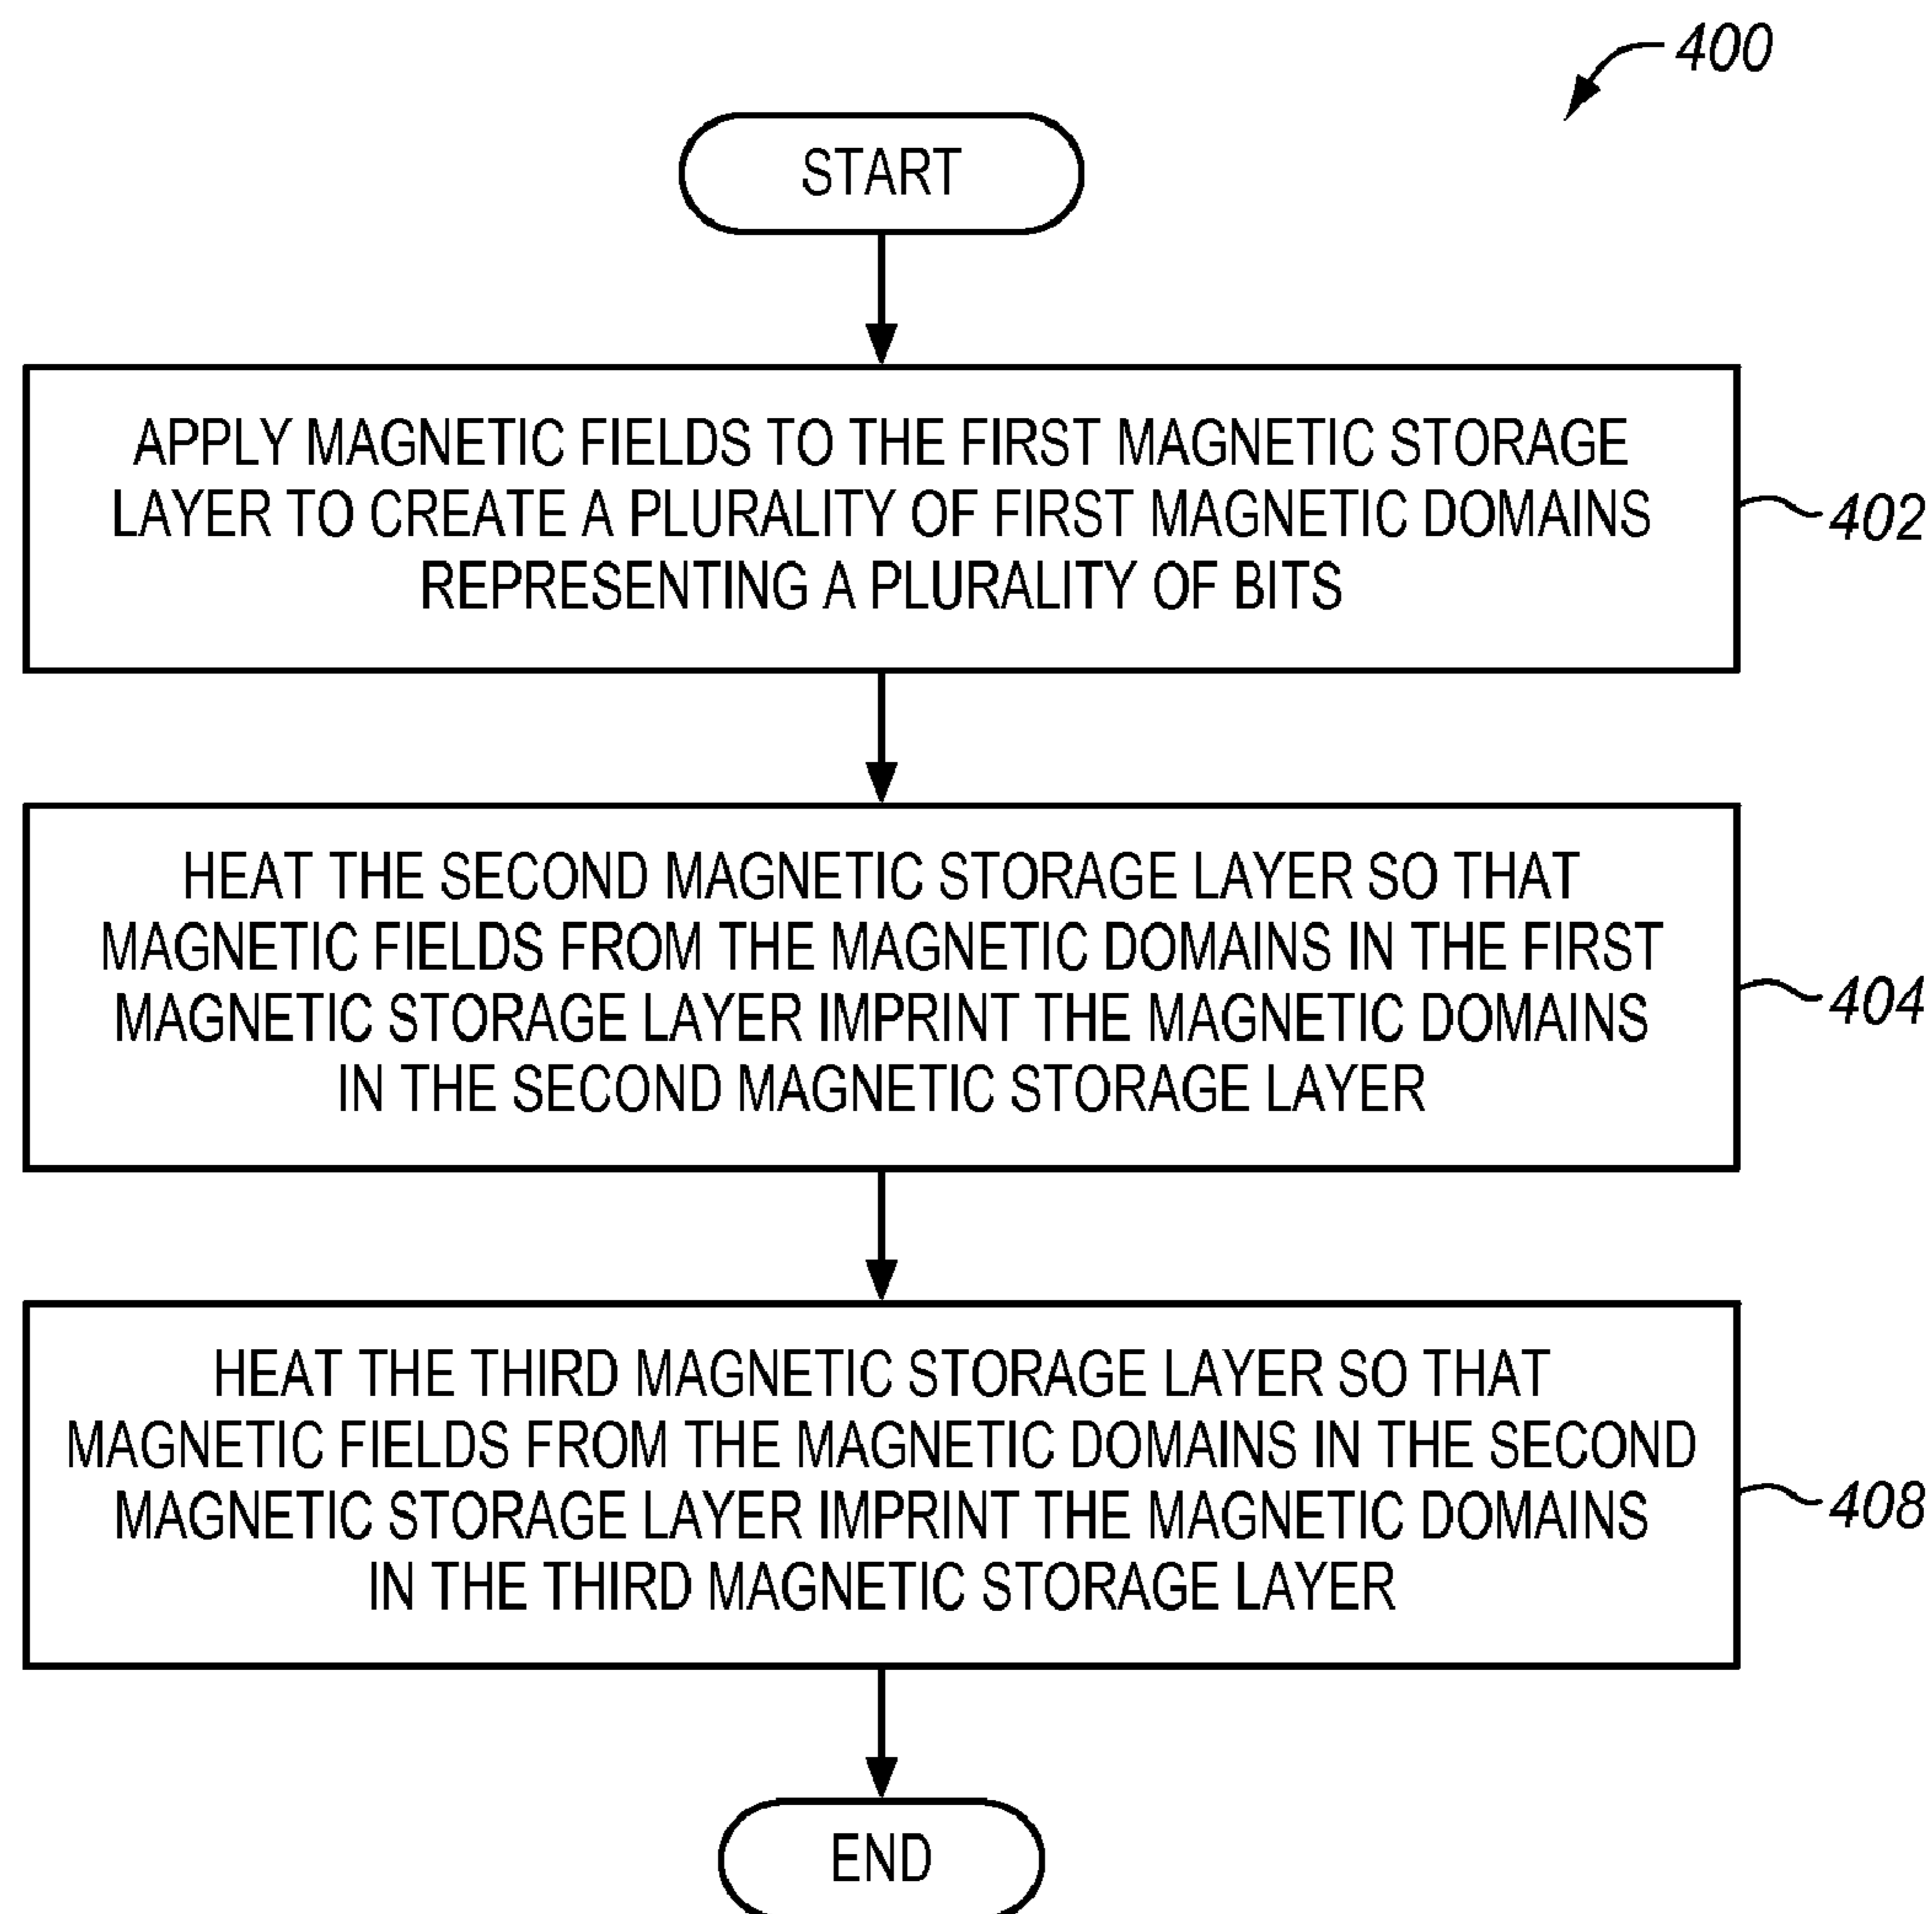 400
START
APPLY MAGNETIC FIELDS TO THE FIRST MAGNETIC STORAGE
LAYER TO CREATE A PLURALITY OF FIRST MAGNETIC DOMAINS
REPRESENTING A PLURALITY OF BITS
402
HEAT THE SECOND MAGNETIC STORAGE LAYER SO THAT
MAGNETIC FIELDS FROM THE MAGNETIC DOMAINS IN THE FIRST
MAGNETIC STORAGE LAYER IMPRINT THE MAGNETIC DOMAINS
IN THE SECOND MAGNETIC STORAGE LAYER
404
HEAT THE THIRD MAGNETIC STORAGE LAYER SO THAT
MAGNETIC FIELDS FROM THE MAGNETIC DOMAINS IN THE SECOND
MAGNETIC STORAGE LAYER IMPRINT THE MAGNETIC DOMAINS
IN THE THIRD MAGNETIC STORAGE LAYER
408
END